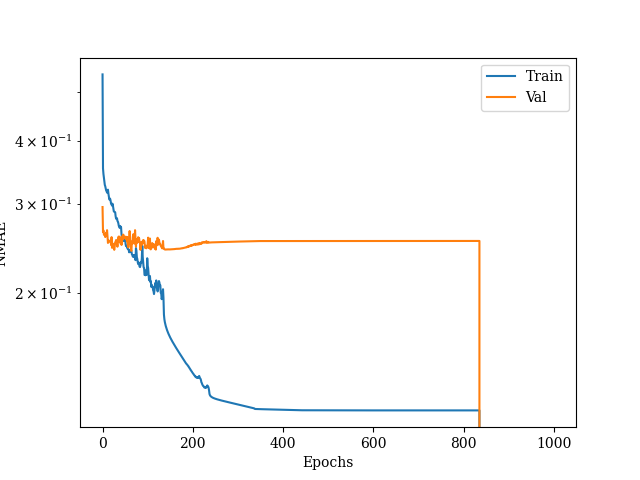 Train
Val
4 × 10⁻¹
3 × 10⁻¹
2 × 10⁻¹
NMAE
0 200 400 600 800 1000
Epochs